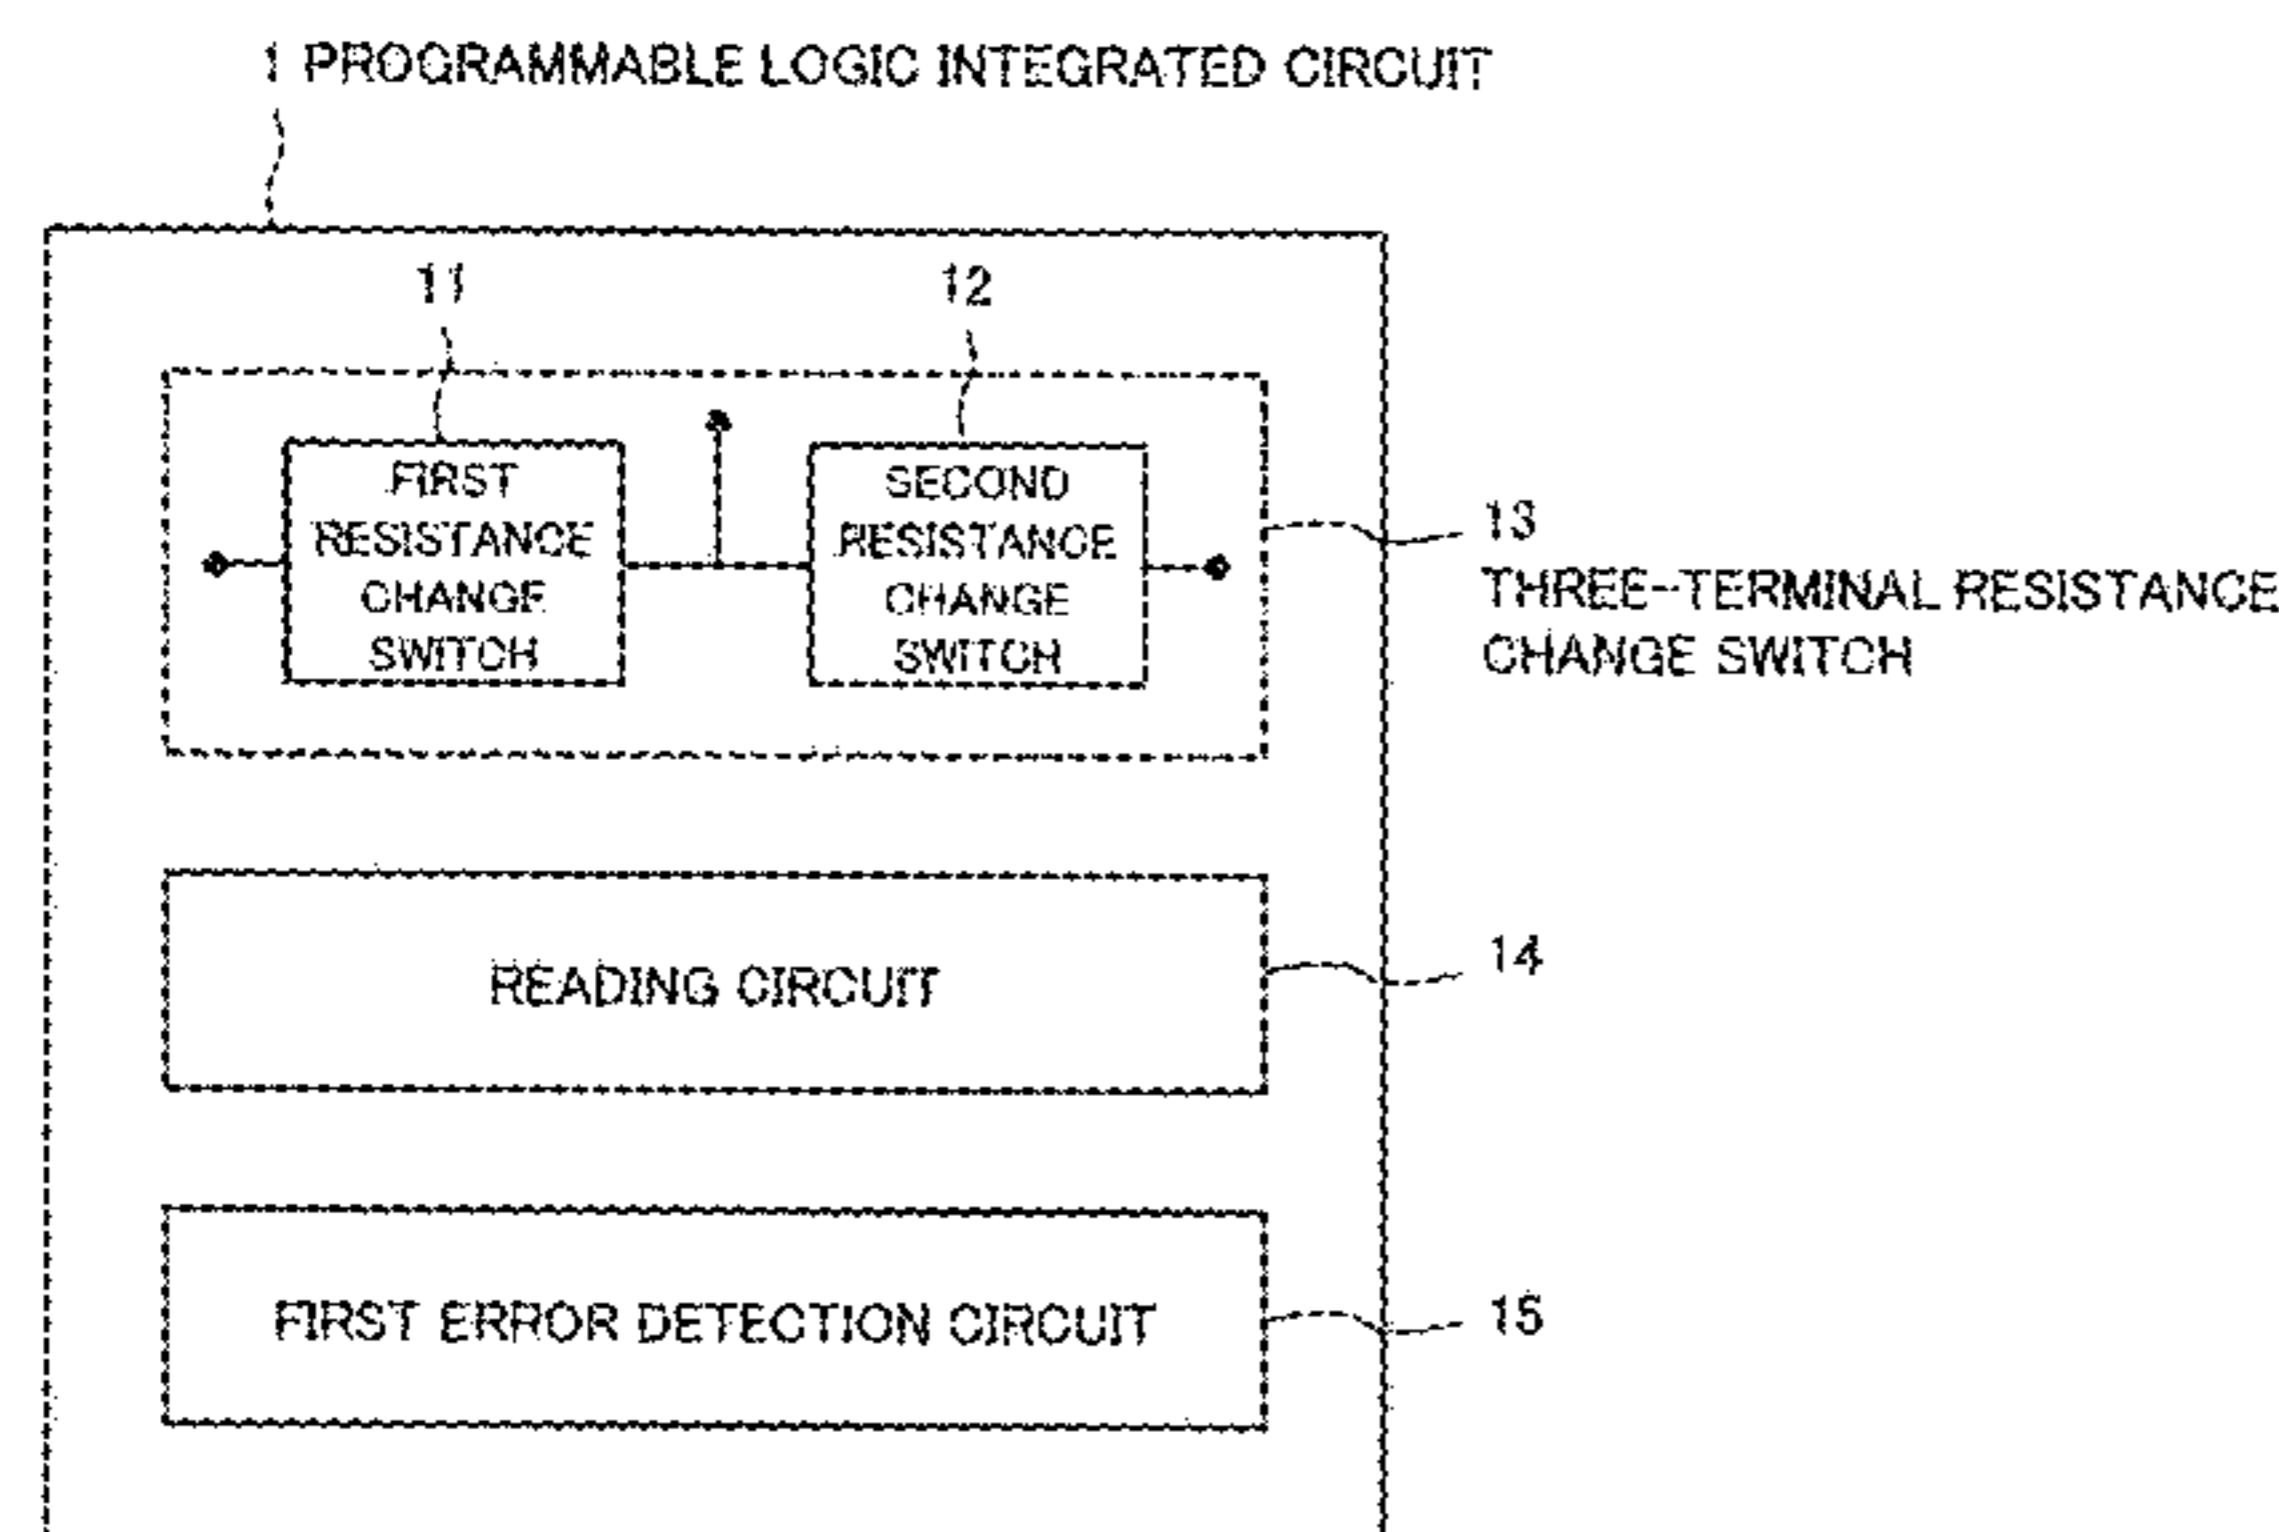 1 PROGRAMMABLE LOGIC INTEGRATED CIRCUIT
11
12
FIRST
RESISTANCE
CHANGE
SWITCH
SECOND
RESISTANCE
CHANGE
SWITCH
13
THREE-TERMINAL RESISTANCE
CHANGE SWITCH
READING CIRCUIT
14
FIRST ERROR DETECTION CIRCUIT
15